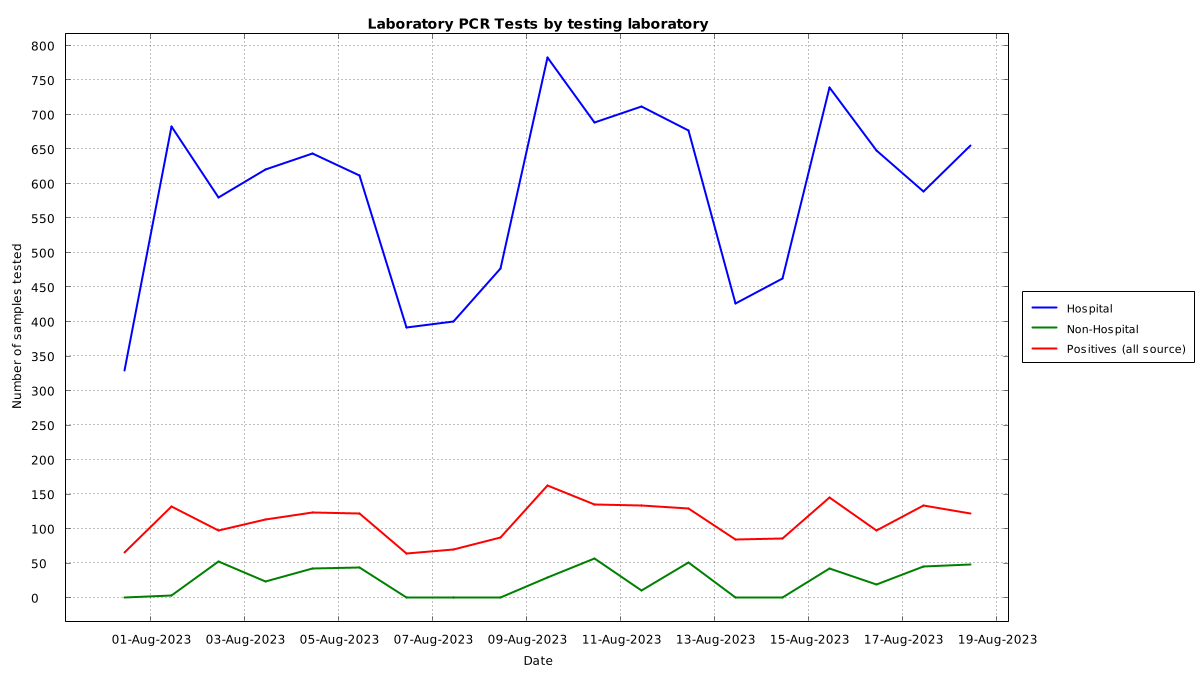 Laboratory PCR Tests by testing laboratory
800
750
700
650
600
550
500
450
400
350
300
250
200
150
100
50
0
Number of samples tested
01-Aug-2023 03-Aug-2023 05-Aug-2023 07-Aug-2023 09-Aug-2023 11-Aug-2023 13-Aug-2023 15-Aug-2023 17-Aug-2023 19-Aug-2023
Date
Hospital
Non-Hospital
Positives (all source)